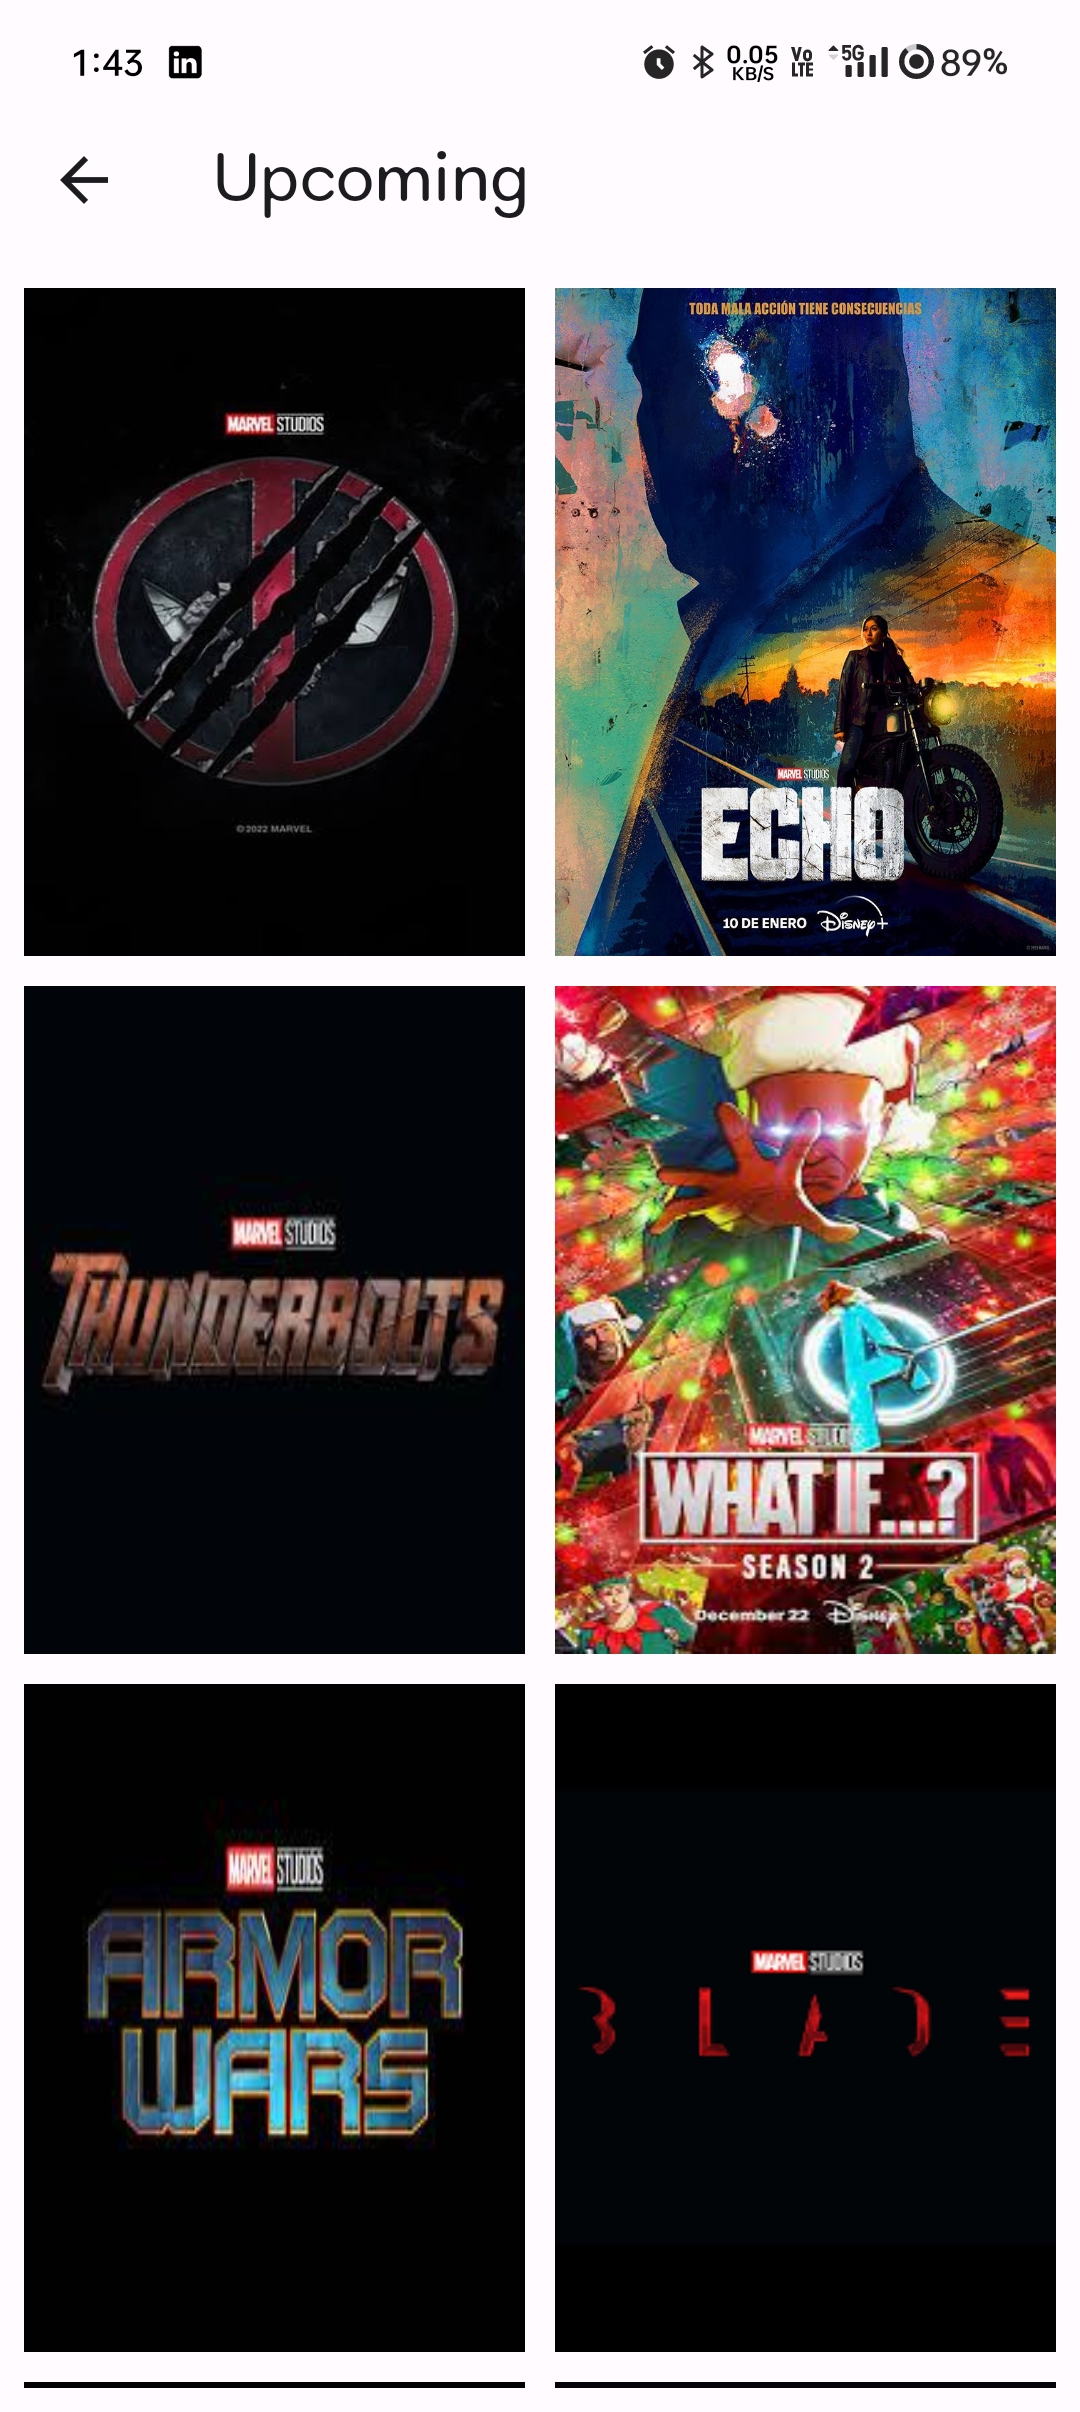 1:43 in 0.05 KB/S Vo LTE 5G 89%
Upcoming
MARVEL STUDIOS
©2022 MARVEL
TODA MALA ACCIÓN TIENE CONSECUENCIAS
MARVEL STUDIOS
ECHO
10 DE ENERO Disney+
MARVEL STUDIOS
THUNDERBOLTS
MARVEL STUDIOS
WHAT IF...?
SEASON 2
December 22 Disney+
MARVEL STUDIOS
ARMOR
WARS
MARVEL STUDIOS
BLADE